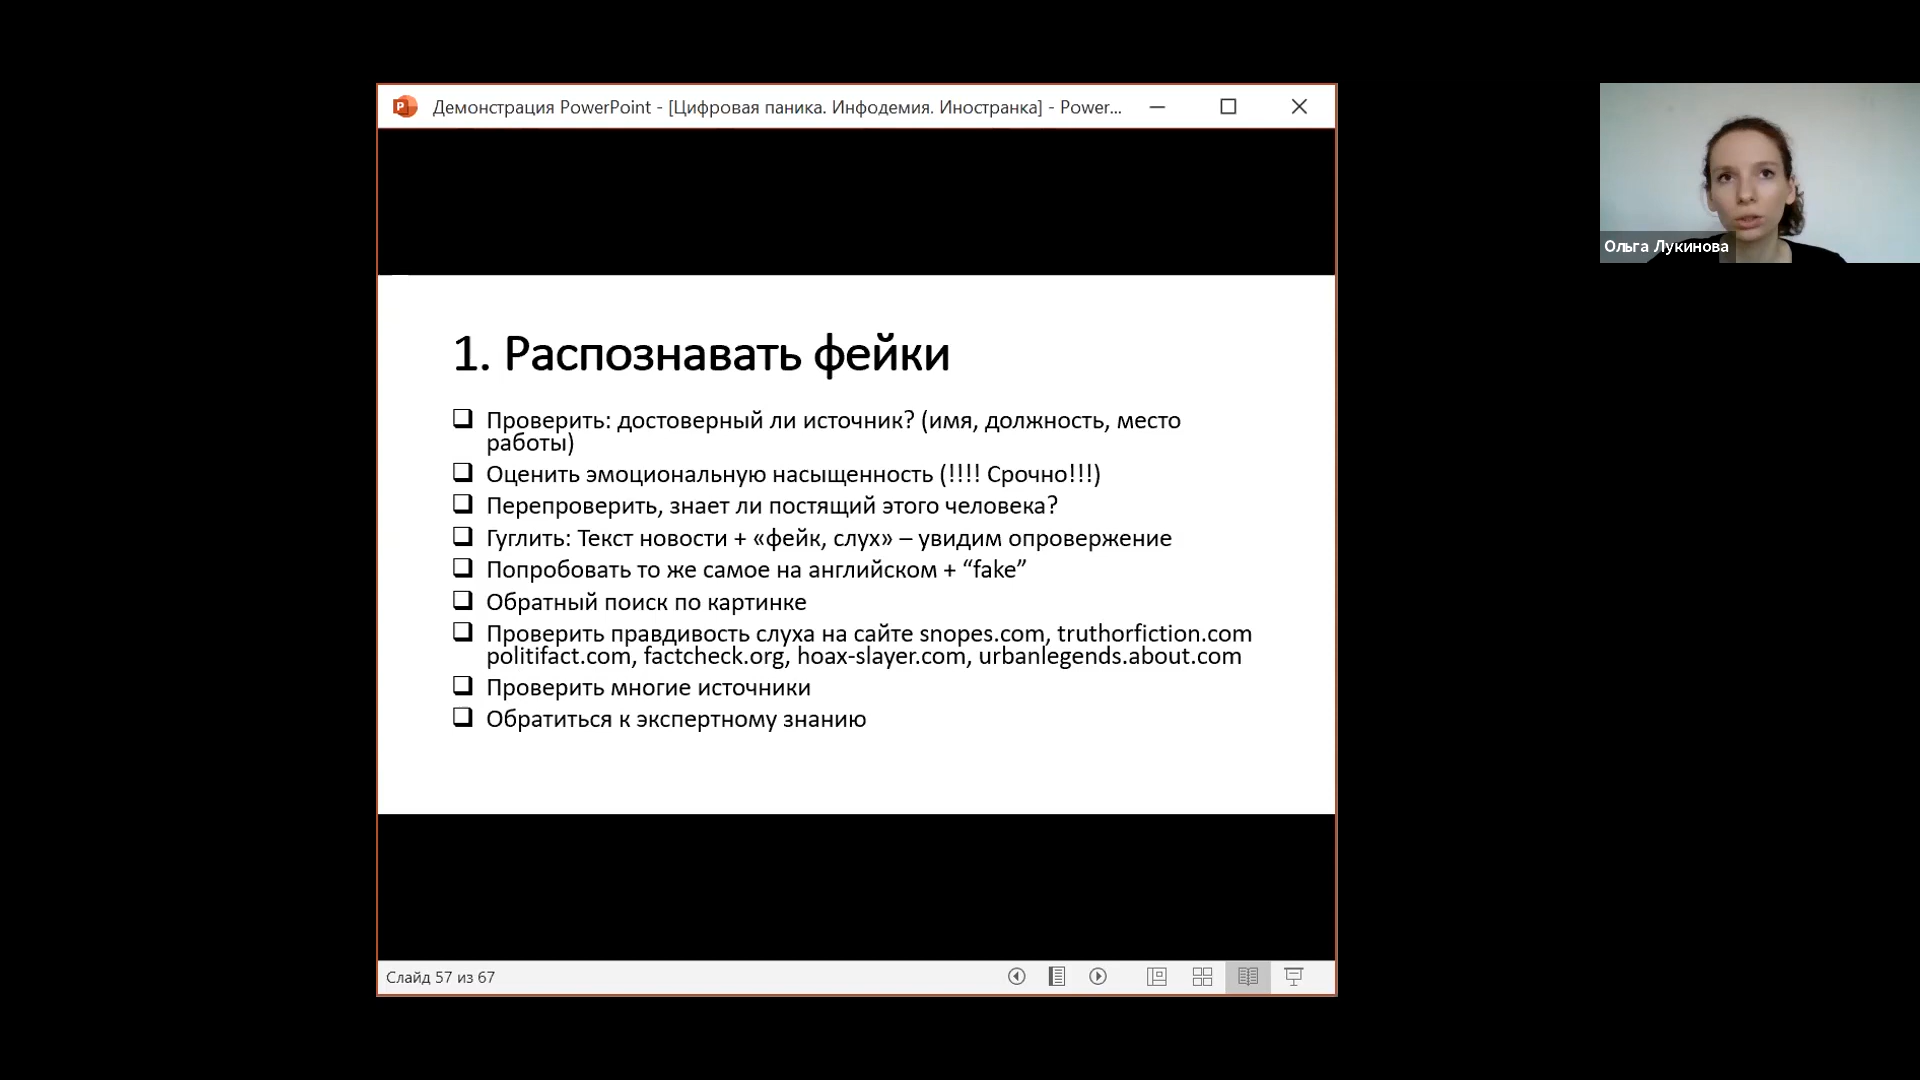 Демонстрация PowerPoint - [Цифровая паника. Инфодемия. Иностранка] - Power...
Ольга Лукинова
1. Распознавать фейки
Проверить: достоверный ли источник? (имя, должность, место
работы)
Оценить эмоциональную насыщенность (!!!! Срочно!!!)
Перепроверить, знает ли постящий этого человека?
Гуглить: Текст новости + «фейк, слух» – увидим опровержение
Попробовать то же самое на английском + “fake”
Обратный поиск по картинке
Проверить правдивость слуха на сайте snopes.com, truthorfiction.com
politifact.com, factcheck.org, hoax-slayer.com, urbanlegends.about.com
Проверить многие источники
Обратиться к экспертному знанию
Слайд 57 из 67